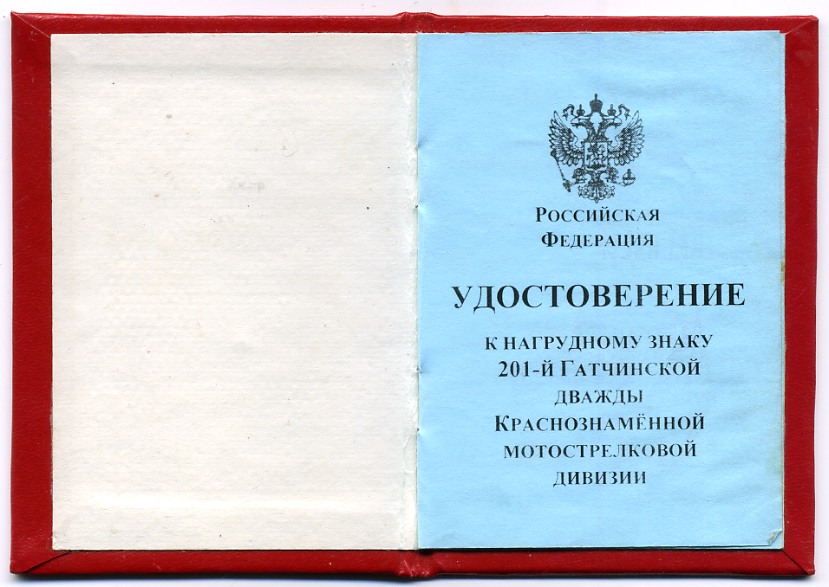 Российская
Федерация
УДОСТОВЕРЕНИЕ
к нагрудному знаку
201-й Гатчинской
дважды
Краснознамённой
мотострелковой
дивизии